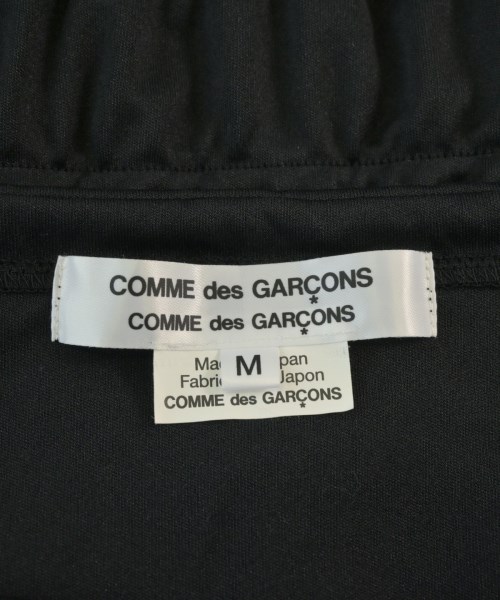 COMME des GARÇONS
COMME des GARÇONS
M
Ma pan
Fabri Japon
COMME des GARÇONS